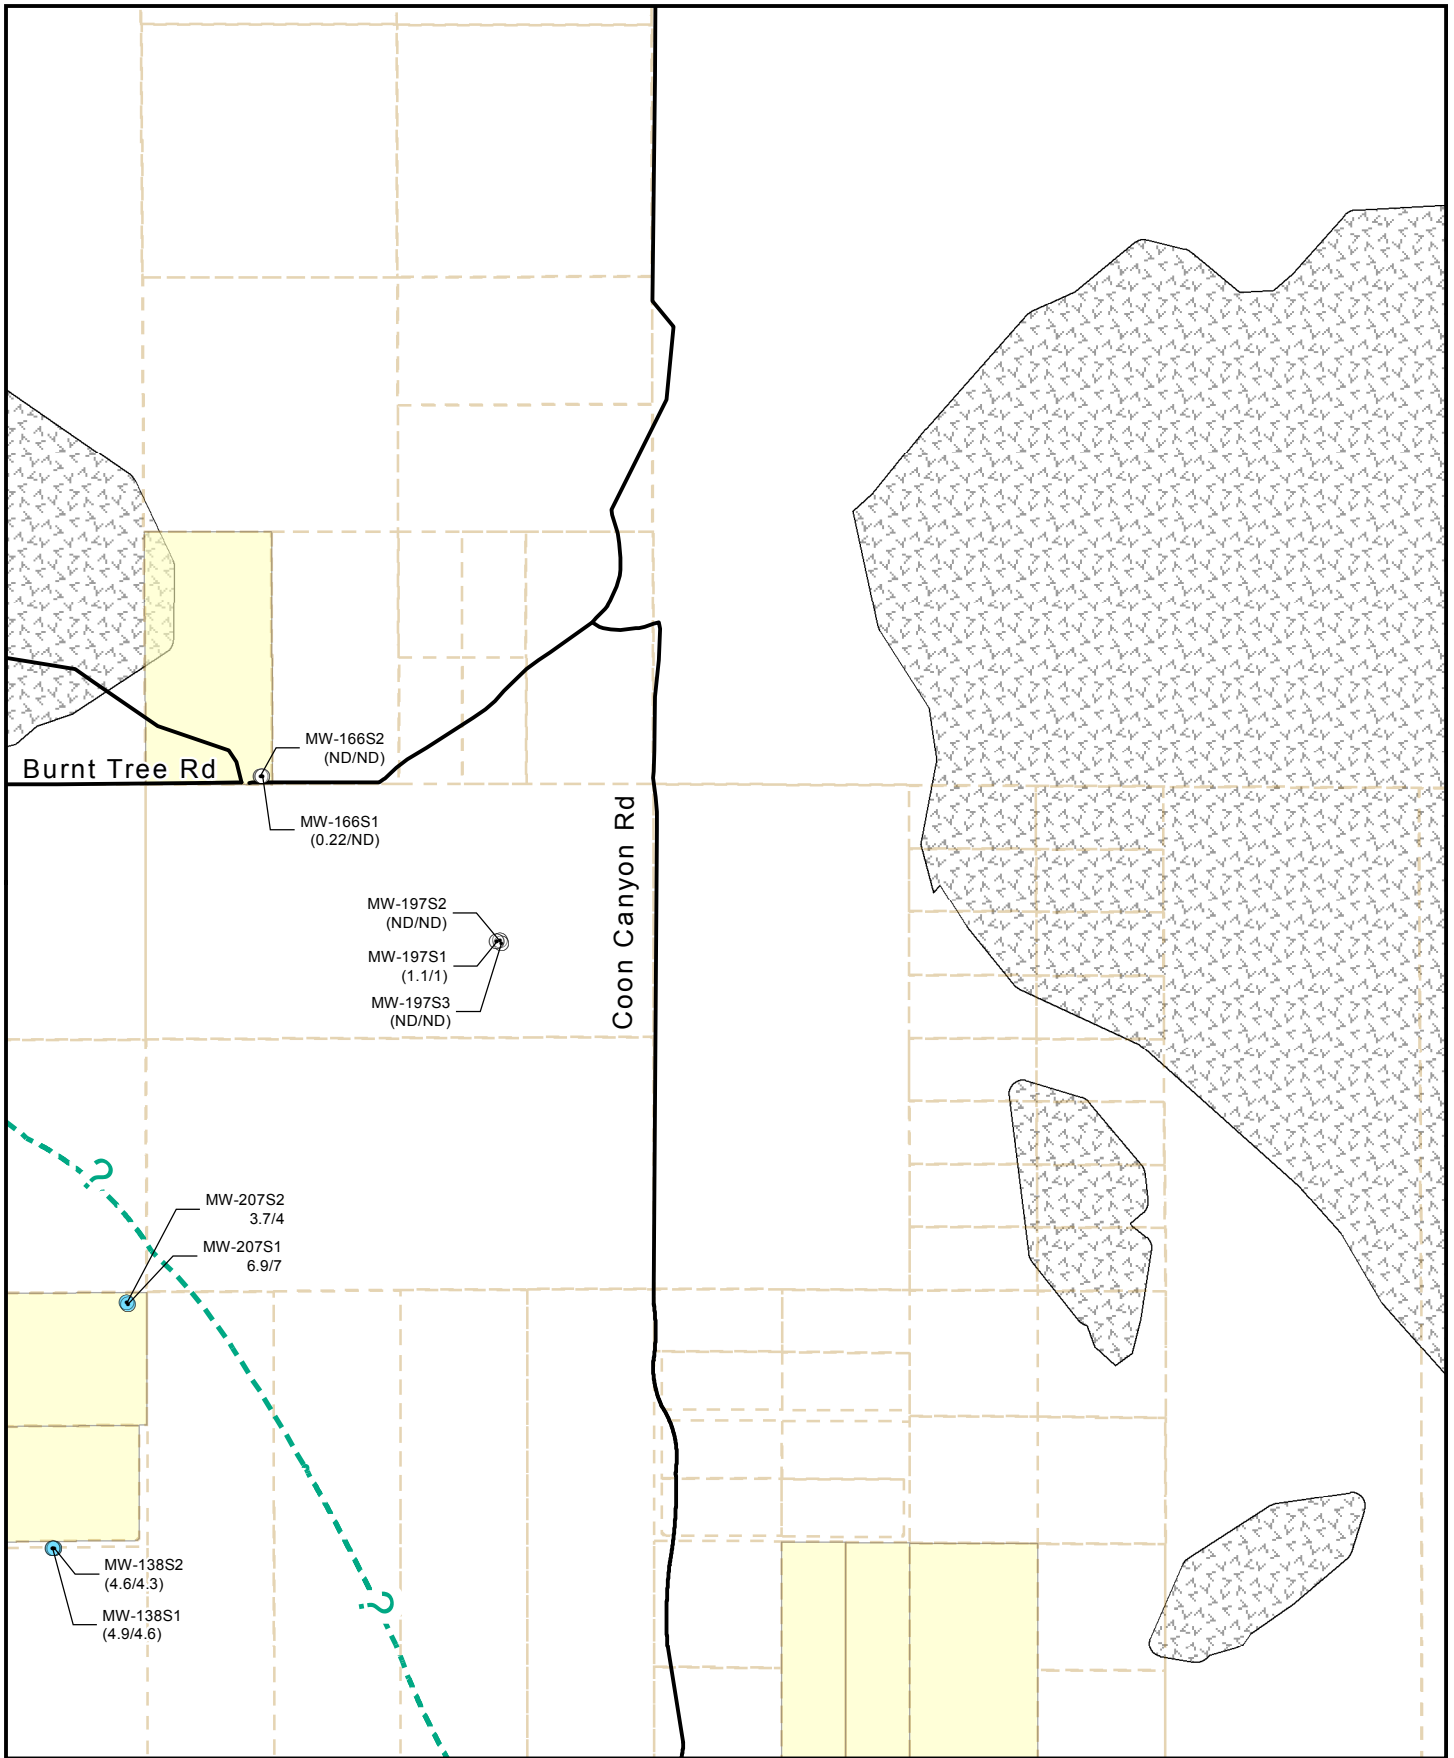 MW-166S2
(ND/ND)
Burnt Tree Rd
MW-166S1
(0.22/ND)
Coon Canyon Rd
MW-197S2
(ND/ND)
MW-197S1
(1.1/1)
MW-197S3
(ND/ND)
?
MW-207S2
3.7/4
MW-207S1
6.9/7
MW-138S2
(4.6/4.3)
?
MW-138S1
(4.9/4.6)